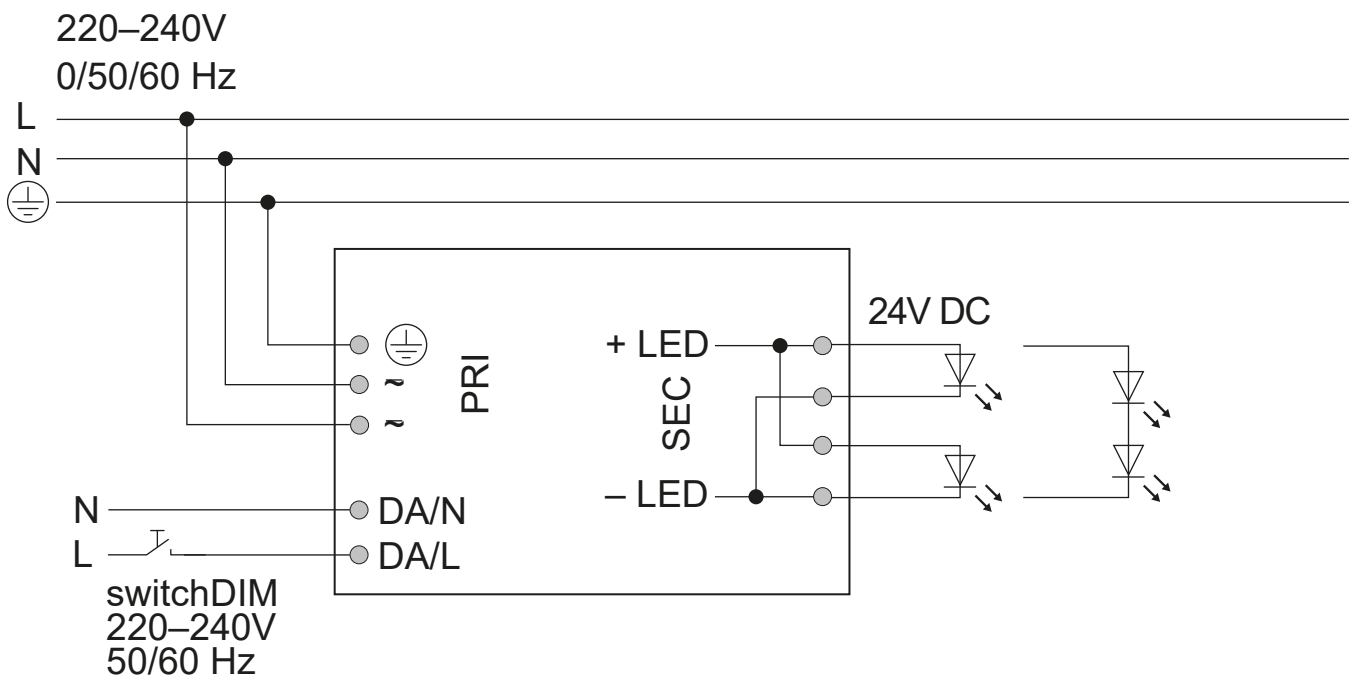 220–240V
0/50/60 Hz
L
N
24V DC
+ LED
PRI
SEC
~
~
– LED
N
DA/N
L
DA/L
switchDIM
220–240V
50/60 Hz